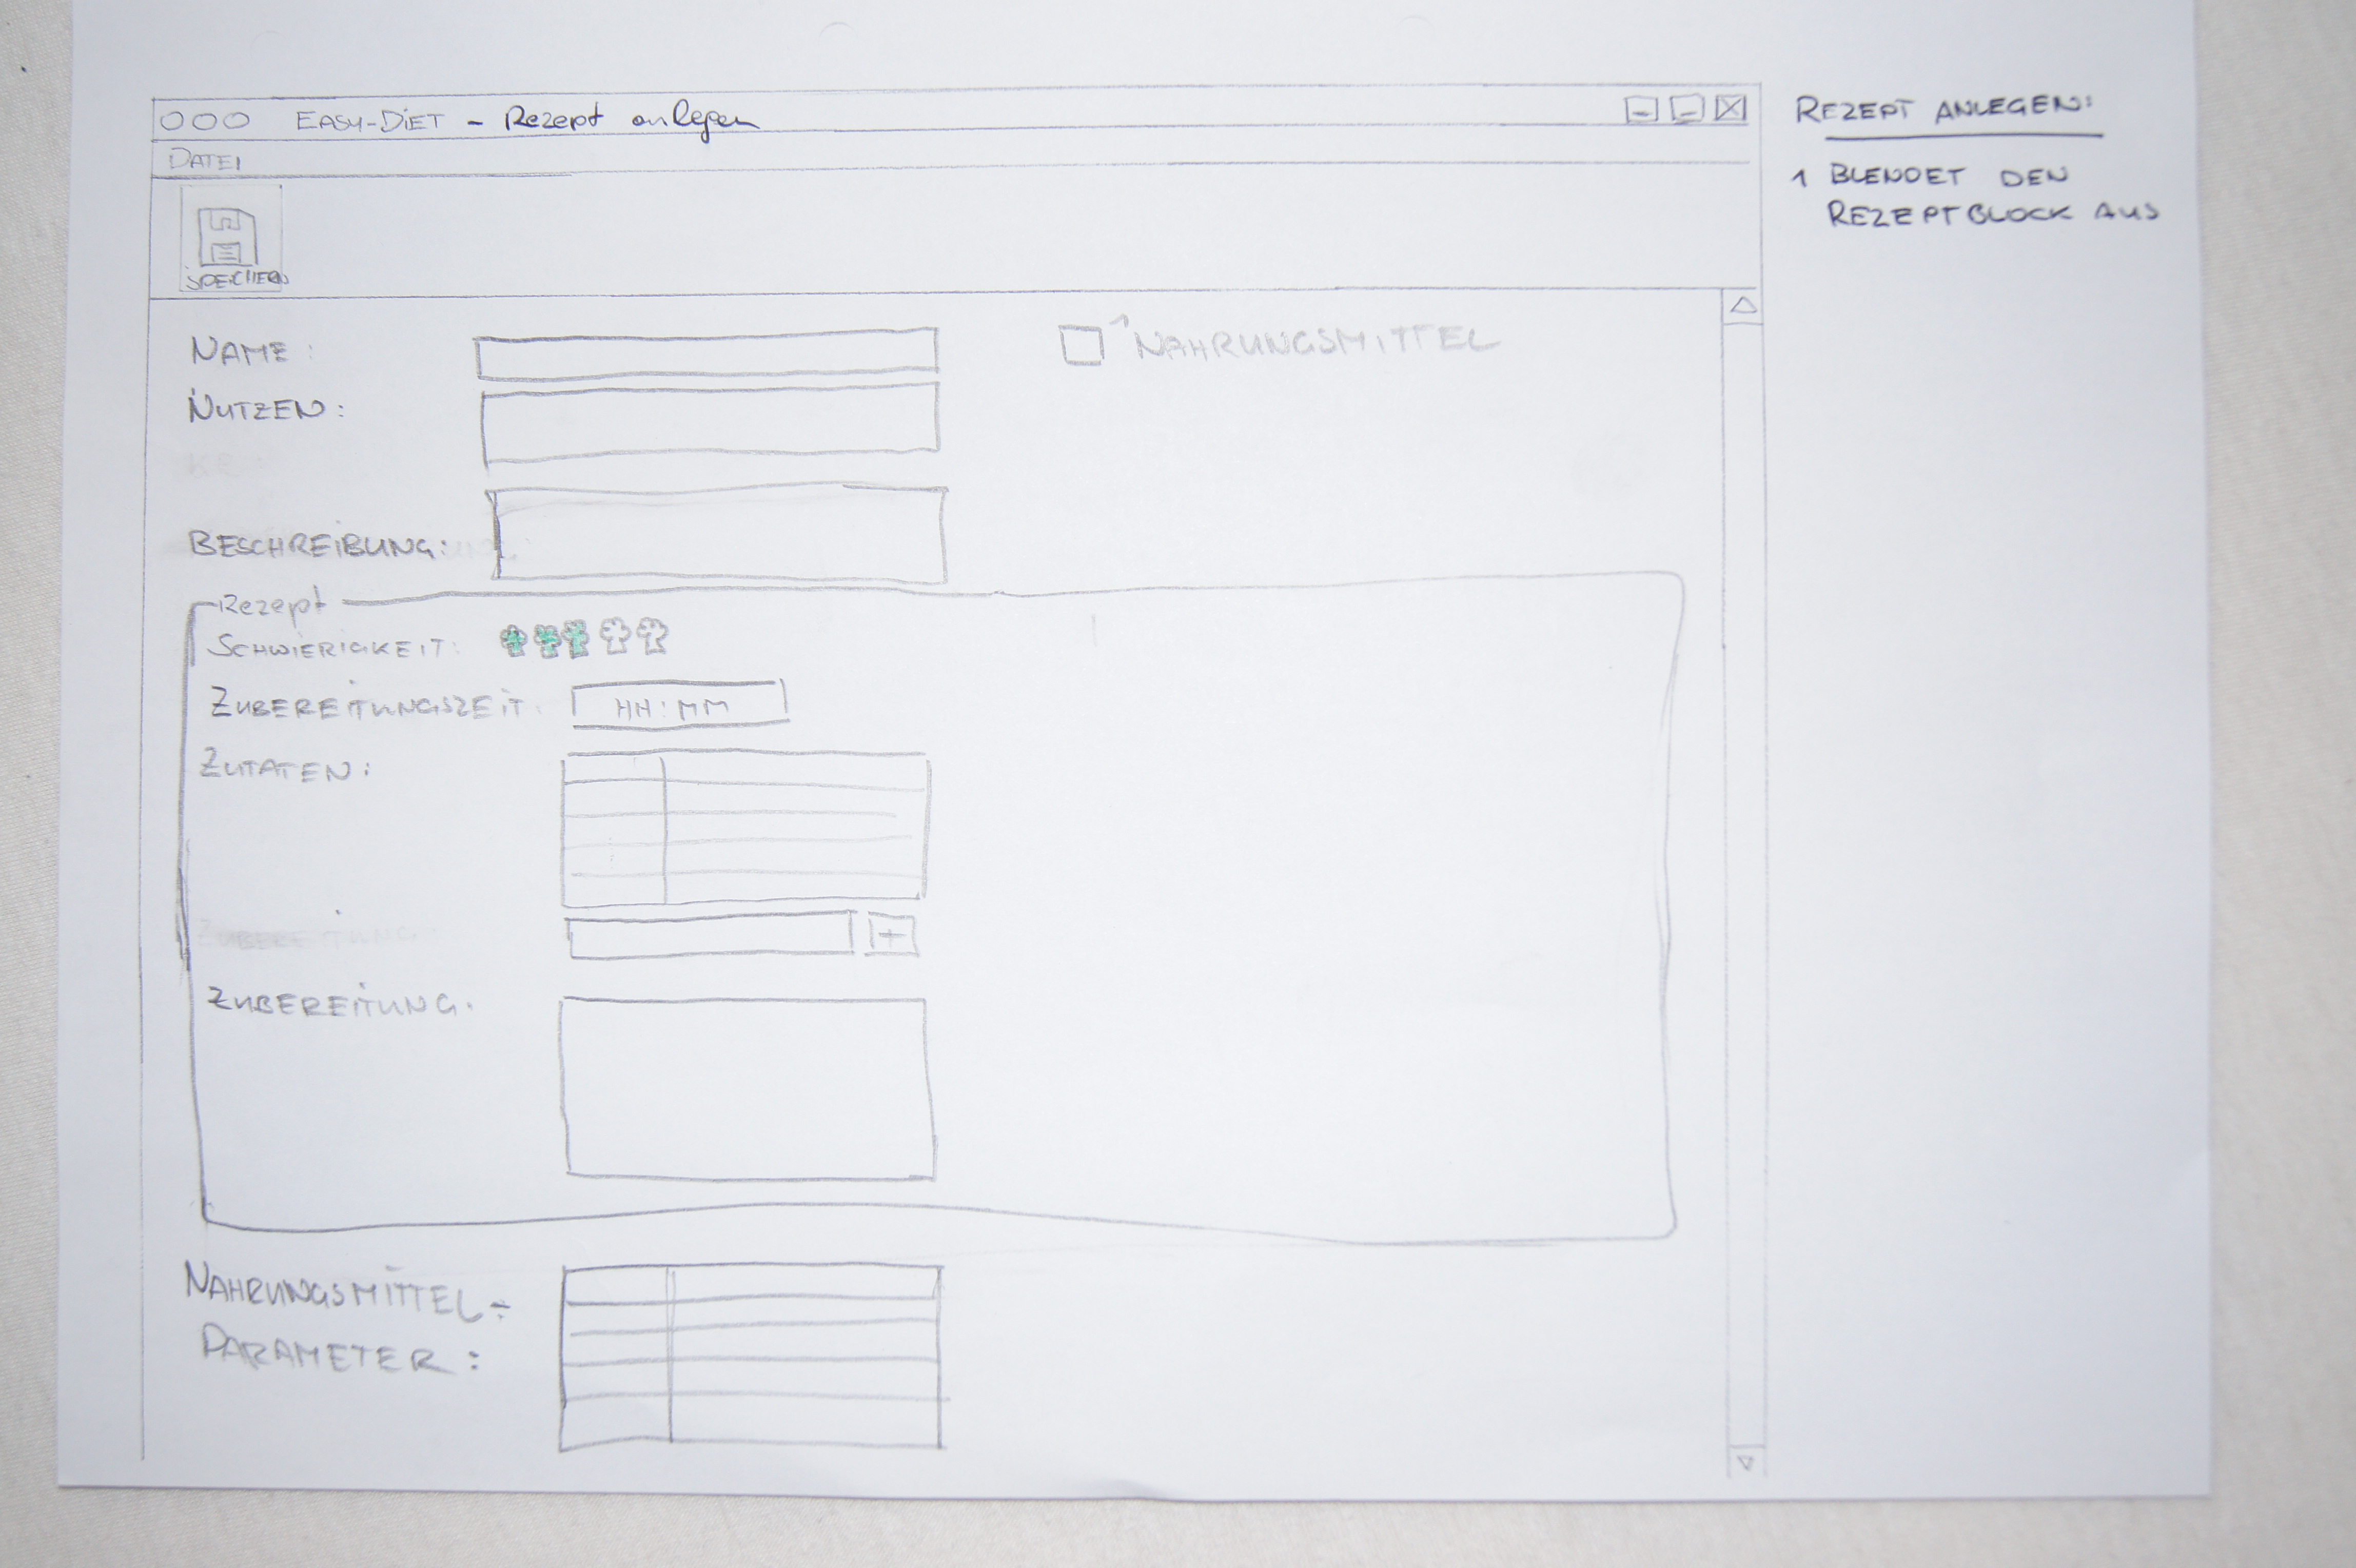 EASY-DIET - Rezept anlegen
DATEI
SPEICHERN
NAME:
1 NAHRUNGSMITTEL
NUTZEN:
BESCHREIBUNG:
Rezept
SCHWIERIGKEIT:
ZUBEREITUNGSZEIT: HH:MM
ZUTATEN:
+
ZUBEREITUNG:
NAHRUNGSMITTEL-
PARAMETER:
REZEPT ANLEGEN:
1 BLENDET DEN
REZEPTBLOCK AUS